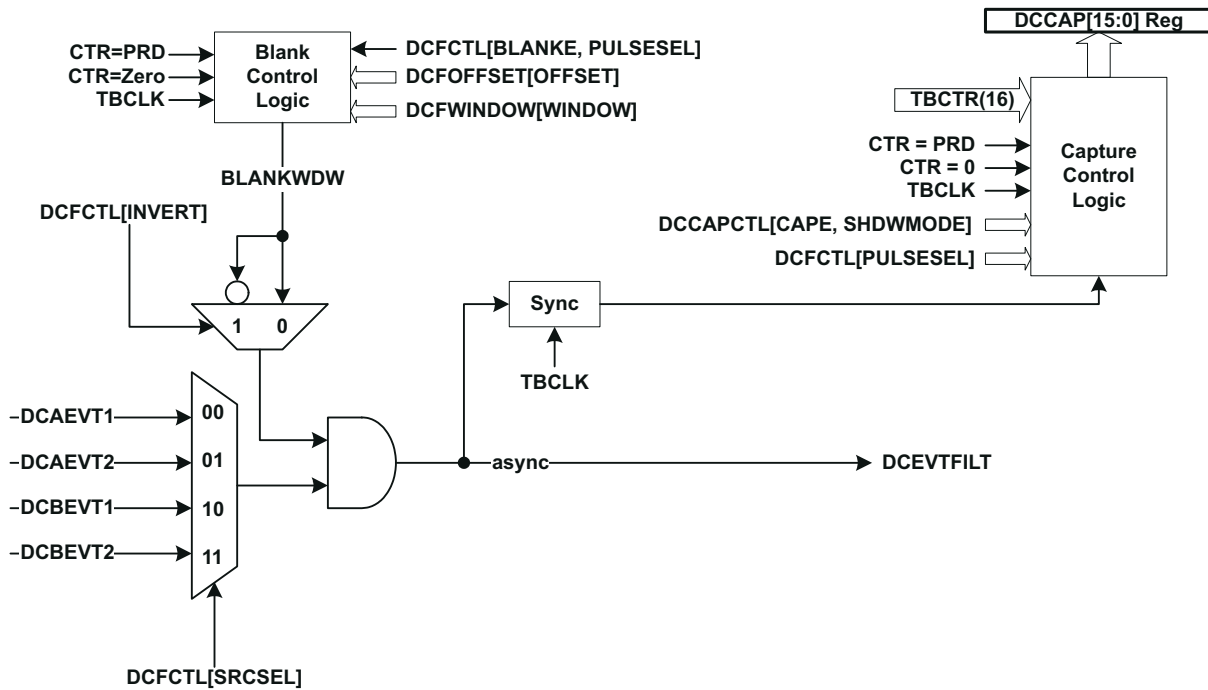 DCCAP[15:0] Reg
CTR=PRD
CTR=Zero
TBCLK
Blank
Control
Logic
DCFCTL[BLANKE, PULSESEL]
DCFOFFSET[OFFSET]
DCFWINDOW[WINDOW]
TBCTR(16)
CTR = PRD
CTR = 0
TBCLK
DCCAPCTL[CAPE, SHDWMODE]
DCFCTL[PULSESEL]
Capture
Control
Logic
BLANKWDW
DCFCTL[INVERT]
1 0
Sync
TBCLK
–DCAEVT1
–DCAEVT2
–DCBEVT1
–DCBEVT2
00
01
10
11
async
DCEVTFILT
DCFCTL[SRCSEL]